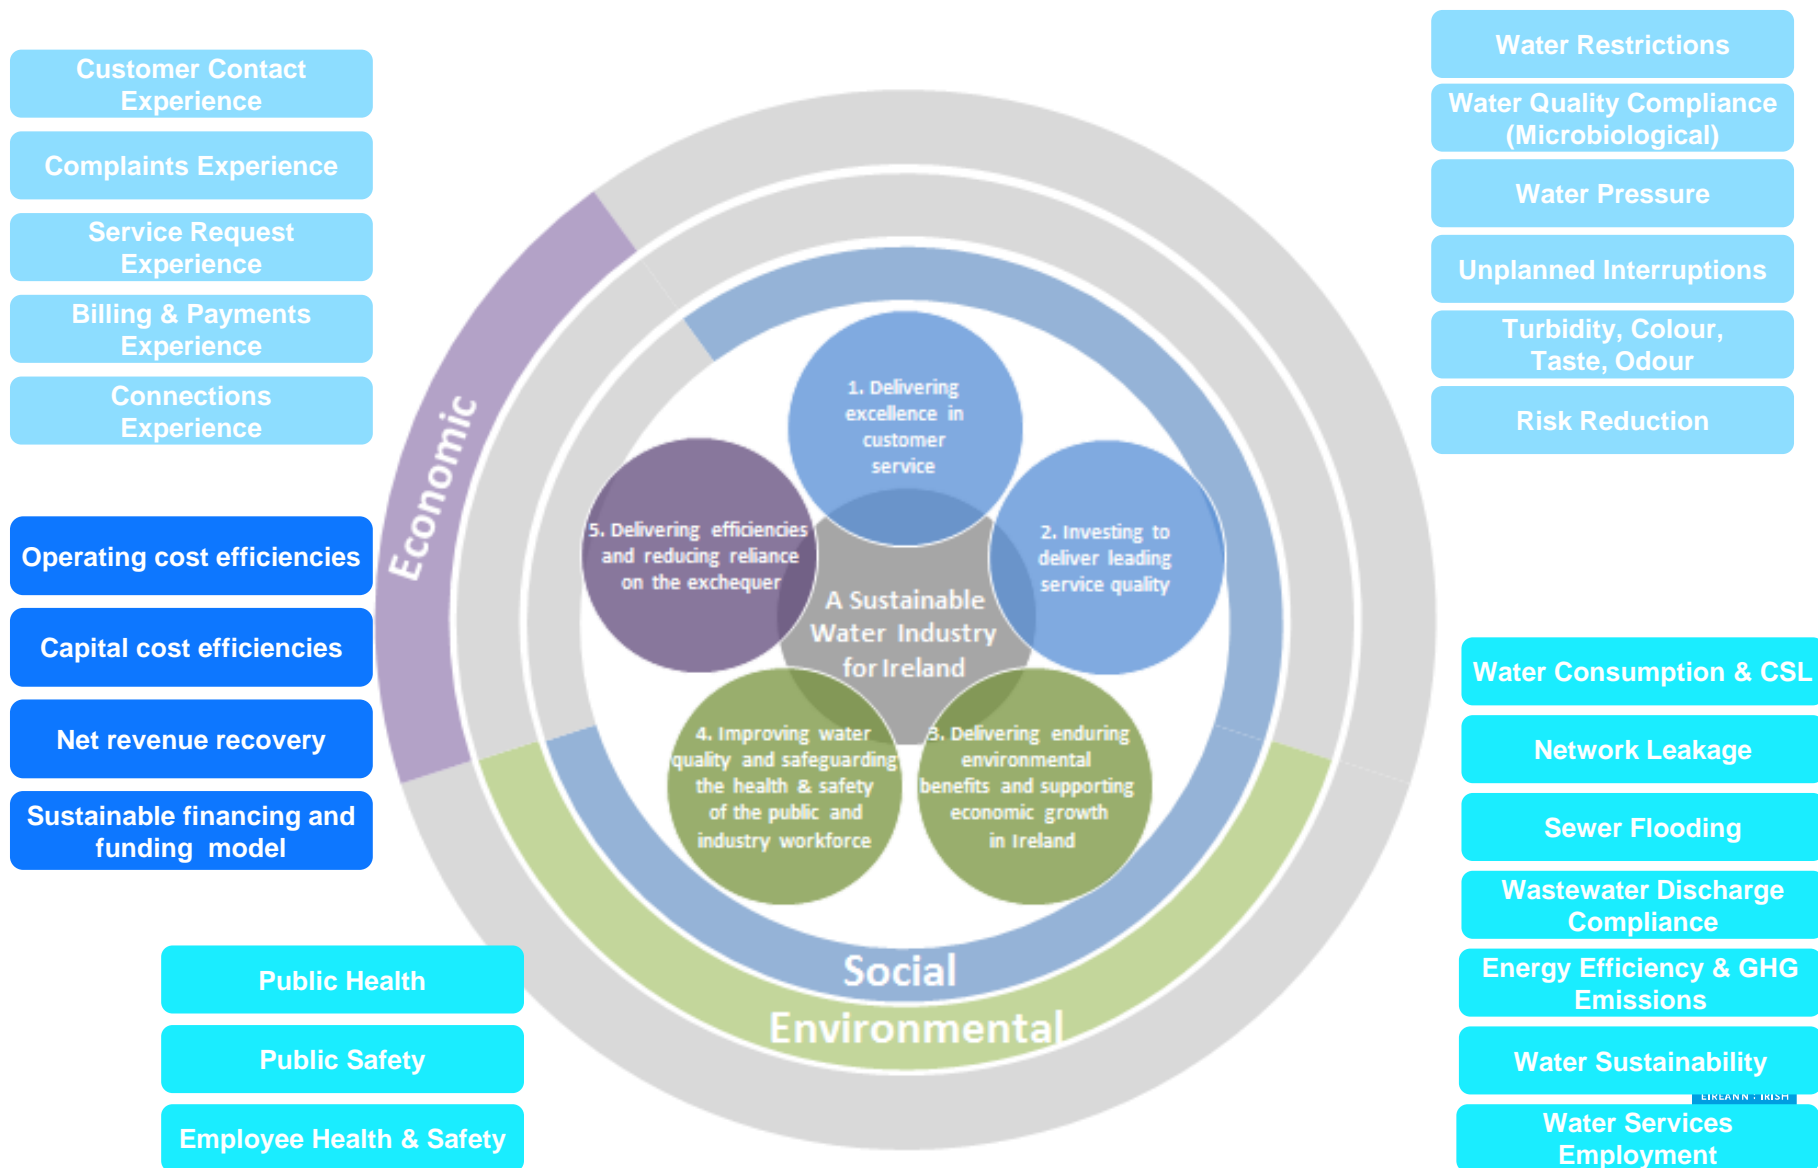 Customer Contact
Experience
Complaints Experience
Service Request
Experience
Billing & Payments
Experience
Connections
Experience
Operating cost efficiencies
Capital cost efficiencies
Net revenue recovery
Sustainable financing and
funding model
Public Health
Public Safety
Employee Health & Safety
Economic
1. Delivering
excellence in
customer
service
2. Investing to
deliver leading
service quality
3. Delivering enduring
environmental
benefits and supporting
economic growth
in Ireland
4. Improving water
quality and safeguarding
the health & safety
of the public and
industry workforce
5. Delivering efficiencies
and reducing reliance
on the exchequer
A Sustainable
Water Industry
for Ireland
Social
Environmental
Water Restrictions
Water Quality Compliance
(Microbiological)
Water Pressure
Unplanned Interruptions
Turbidity, Colour,
Taste, Odour
Risk Reduction
Water Consumption & CSL
Network Leakage
Sewer Flooding
Wastewater Discharge
Compliance
Energy Efficiency & GHG
Emissions
Water Sustainability
EIREANN : IRISH
Water Services
Employment